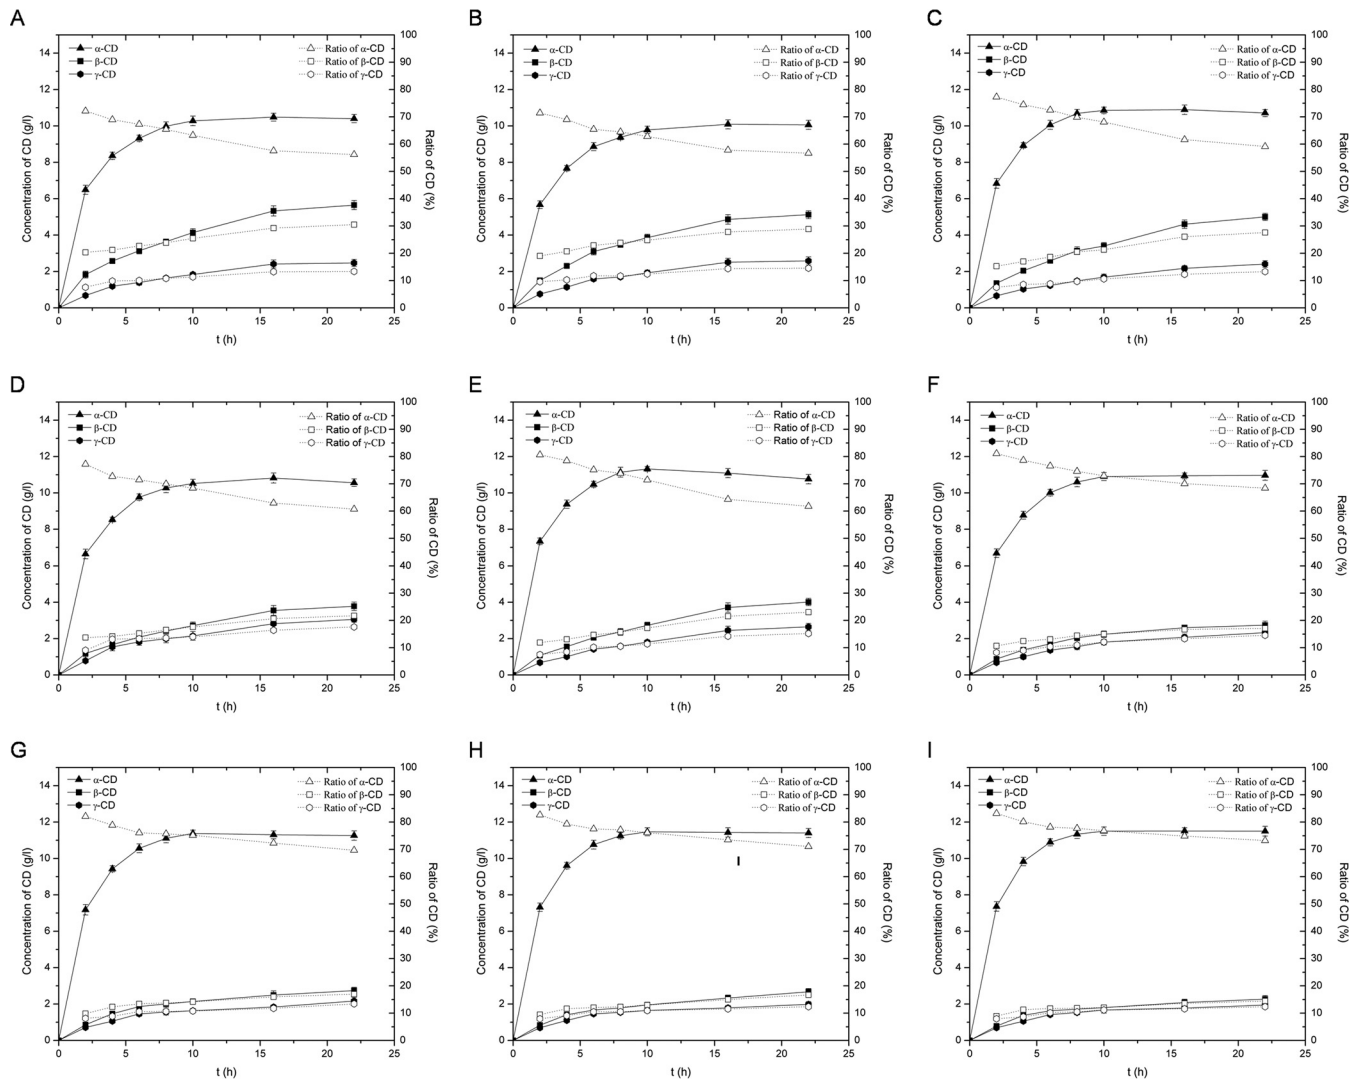 A
α-CD
β-CD
γ-CD
Ratio of α-CD
Ratio of β-CD
Ratio of γ-CD
Concentration of CD (g/l)
Ratio of CD (%)
0 2 4 6 8 10 12 14
0 10 20 30 40 50 60 70 80 90 100
0 5 10 15 20 25
t (h)
B
α-CD
β-CD
γ-CD
Ratio of α-CD
Ratio of β-CD
Ratio of γ-CD
Concentration of CD (g/l)
Ratio of CD (%)
0 2 4 6 8 10 12 14
0 10 20 30 40 50 60 70 80 90 100
0 5 10 15 20 25
t (h)
C
α-CD
β-CD
γ-CD
Ratio of α-CD
Ratio of β-CD
Ratio of γ-CD
Concentration of CD (g/l)
Ratio of CD (%)
0 2 4 6 8 10 12 14
0 10 20 30 40 50 60 70 80 90 100
0 5 10 15 20 25
t (h)
D
α-CD
β-CD
γ-CD
Ratio of α-CD
Ratio of β-CD
Ratio of γ-CD
Concentration of CD (g/l)
Ratio of CD (%)
0 2 4 6 8 10 12 14
0 10 20 30 40 50 60 70 80 90 100
0 5 10 15 20 25
t (h)
E
α-CD
β-CD
γ-CD
Ratio of α-CD
Ratio of β-CD
Ratio of γ-CD
Concentration of CD (g/l)
Ratio of CD (%)
0 2 4 6 8 10 12 14
0 10 20 30 40 50 60 70 80 90 100
0 5 10 15 20 25
t (h)
F
α-CD
β-CD
γ-CD
Ratio of α-CD
Ratio of β-CD
Ratio of γ-CD
Concentration of CD (g/l)
Ratio of CD (%)
0 2 4 6 8 10 12 14
0 10 20 30 40 50 60 70 80 90 100
0 5 10 15 20 25
t (h)
G
α-CD
β-CD
γ-CD
Ratio of α-CD
Ratio of β-CD
Ratio of γ-CD
Concentration of CD (g/l)
Ratio of CD (%)
0 2 4 6 8 10 12 14
0 10 20 30 40 50 60 70 80 90 100
0 5 10 15 20 25
t (h)
H
α-CD
β-CD
γ-CD
Ratio of α-CD
Ratio of β-CD
Ratio of γ-CD
I
Concentration of CD (g/l)
Ratio of CD (%)
0 2 4 6 8 10 12 14
0 10 20 30 40 50 60 70 80 90 100
0 5 10 15 20 25
t (h)
I
α-CD
β-CD
γ-CD
Ratio of α-CD
Ratio of β-CD
Ratio of γ-CD
Concentration of CD (g/l)
Ratio of CD (%)
0 2 4 6 8 10 12 14
0 10 20 30 40 50 60 70 80 90 100
0 5 10 15 20 25
t (h)